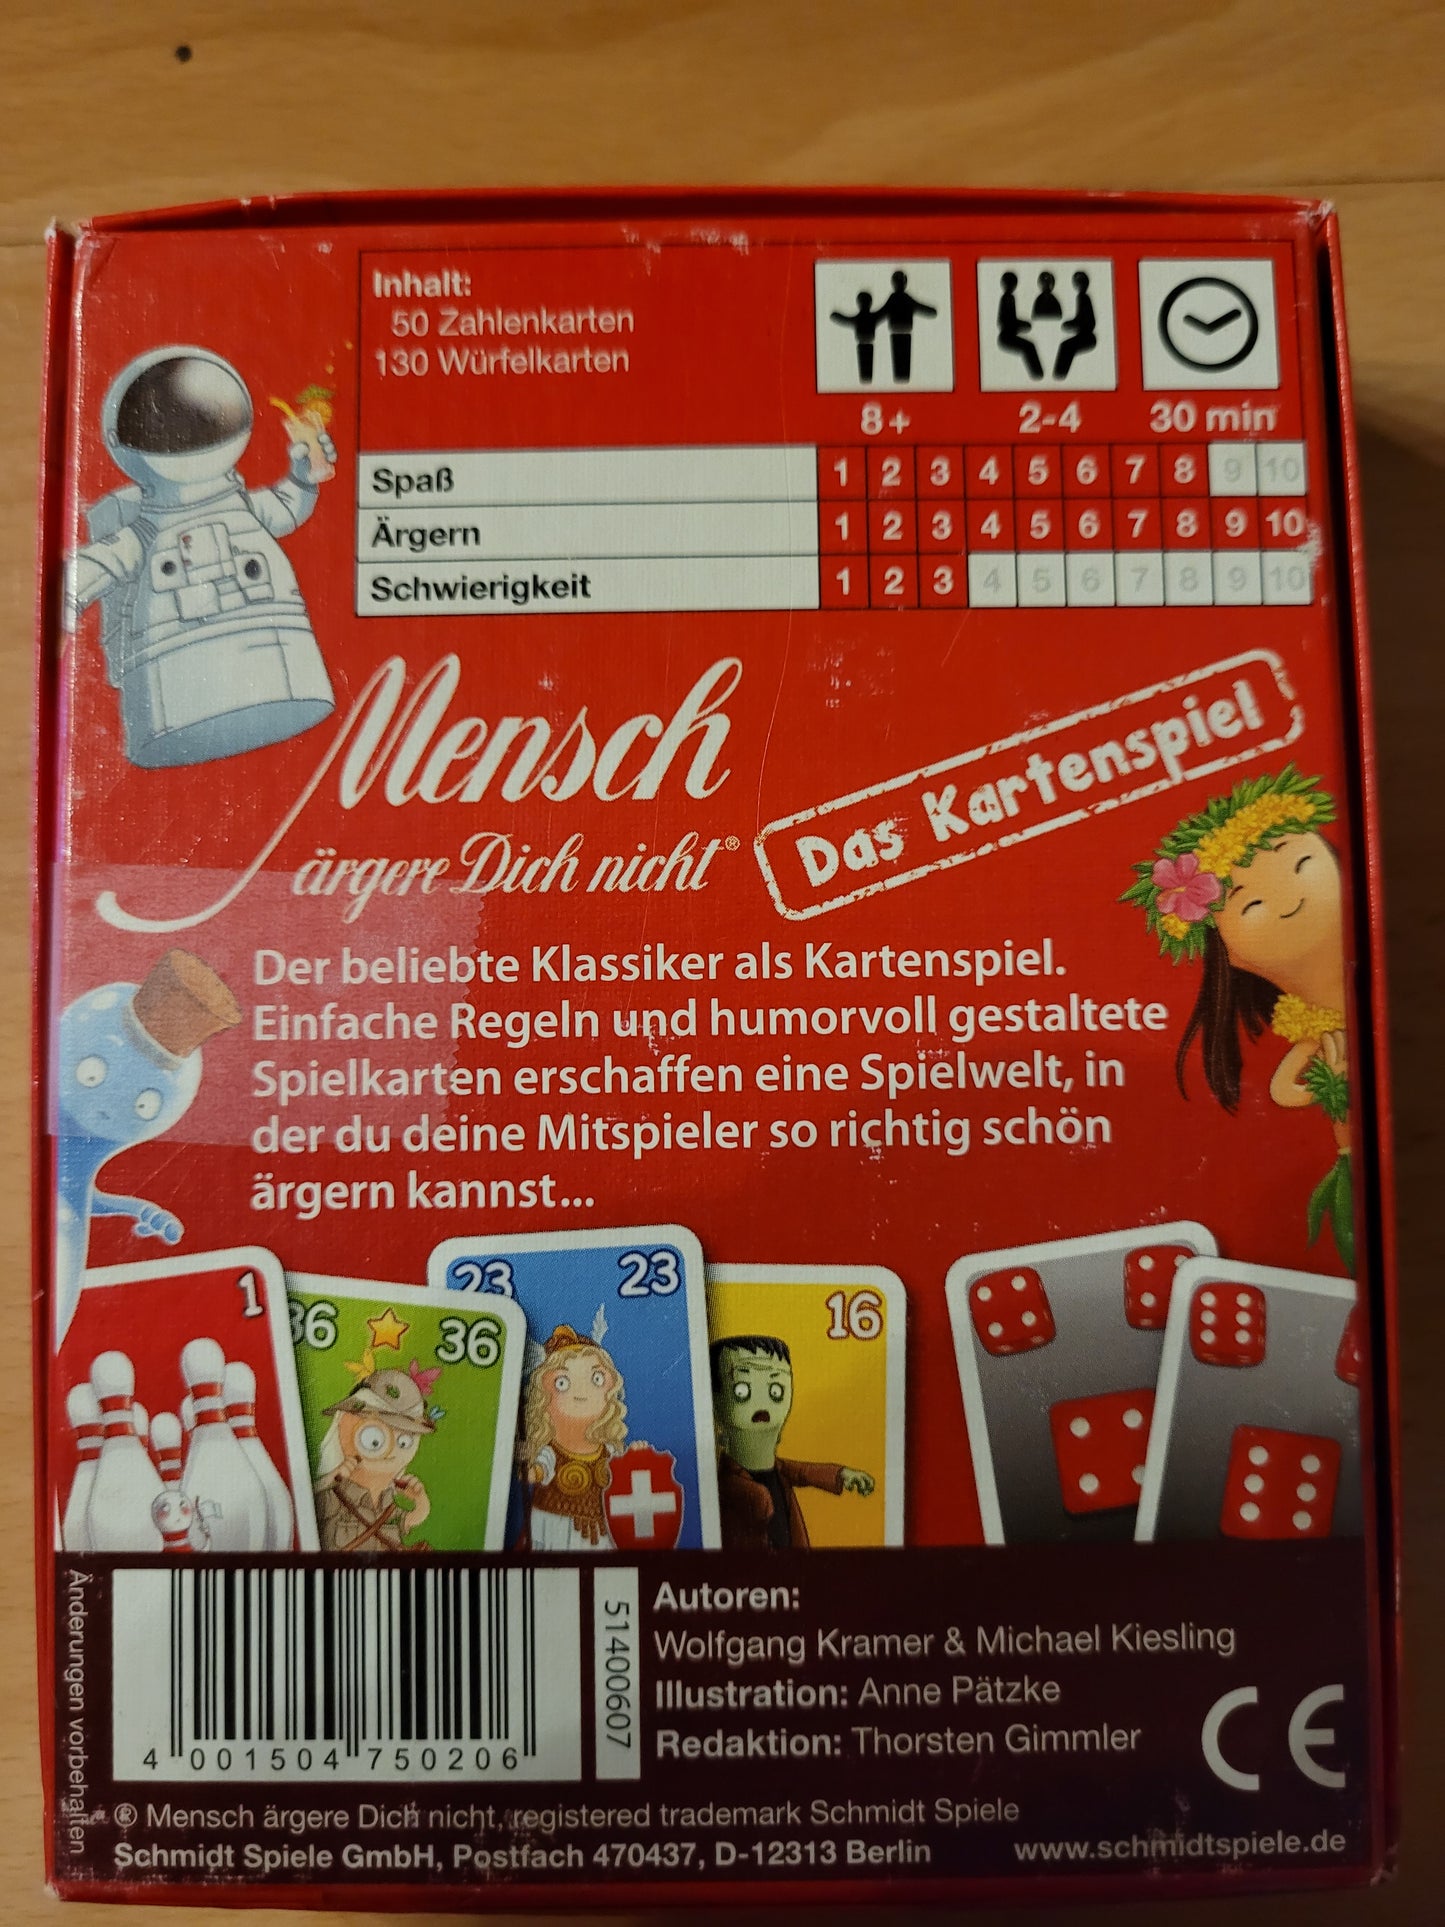 Inhalt:
50 Zahlenkarten
130 Würfelkarten
8+ 2-4 30 min
Spaß 1 2 3 4 5 6 7 8 9 10
Ärgern 1 2 3 4 5 6 7 8 9 10
Schwierigkeit 1 2 3 4 5 6 7 8 9 10
Mensch
ärgere Dich nicht®
Das Kartenspiel
Der beliebte Klassiker als Kartenspiel.
Einfache Regeln und humorvoll gestaltete
Spielkarten erschaffen eine Spielwelt, in
der du deine Mitspieler so richtig schön
ärgern kannst...
1
36 36
23 23
16
Änderungen vorbehalten
4 001504 750206
51400607
Autoren:
Wolfgang Kramer & Michael Kiesling
Illustration: Anne Pätzke
Redaktion: Thorsten Gimmler
CE
® Mensch ärgere Dich nicht, registered trademark Schmidt Spiele
Schmidt Spiele GmbH, Postfach 470437, D-12313 Berlin
www.schmidtspiele.de